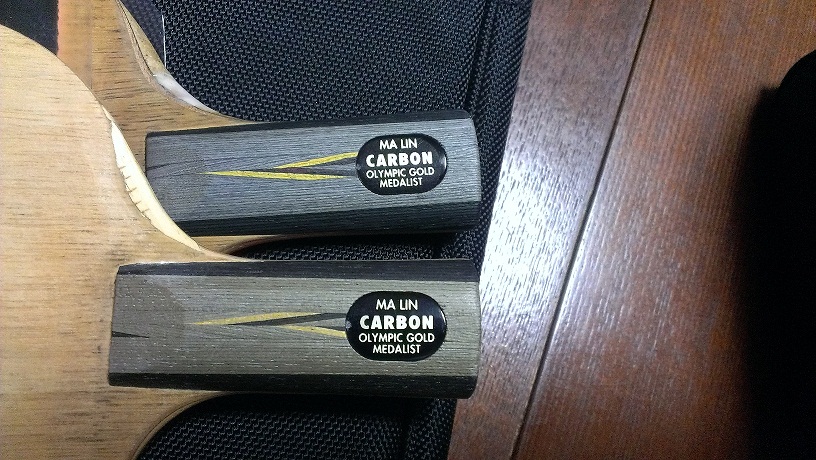 MA LIN
CARBON
OLYMPIC GOLD
MEDALIST
MA LIN
CARBON
OLYMPIC GOLD
MEDALIST